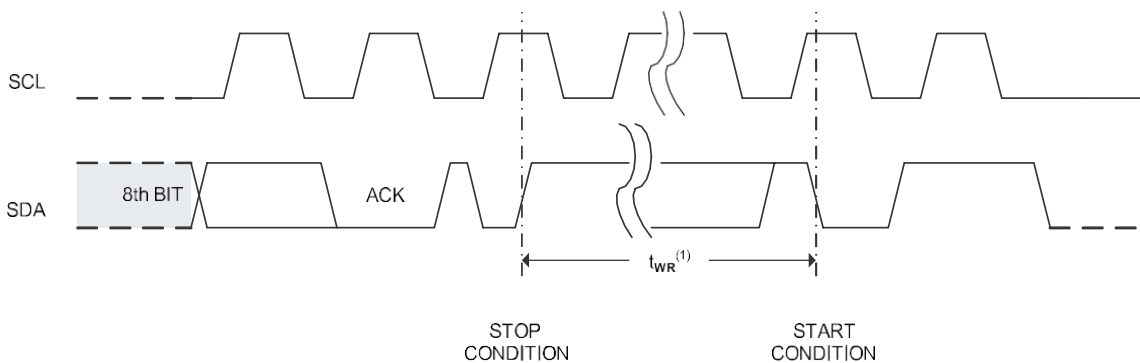 SCL
SDA
8th BIT
ACK
tWR(1)
STOP
CONDITION
START
CONDITION